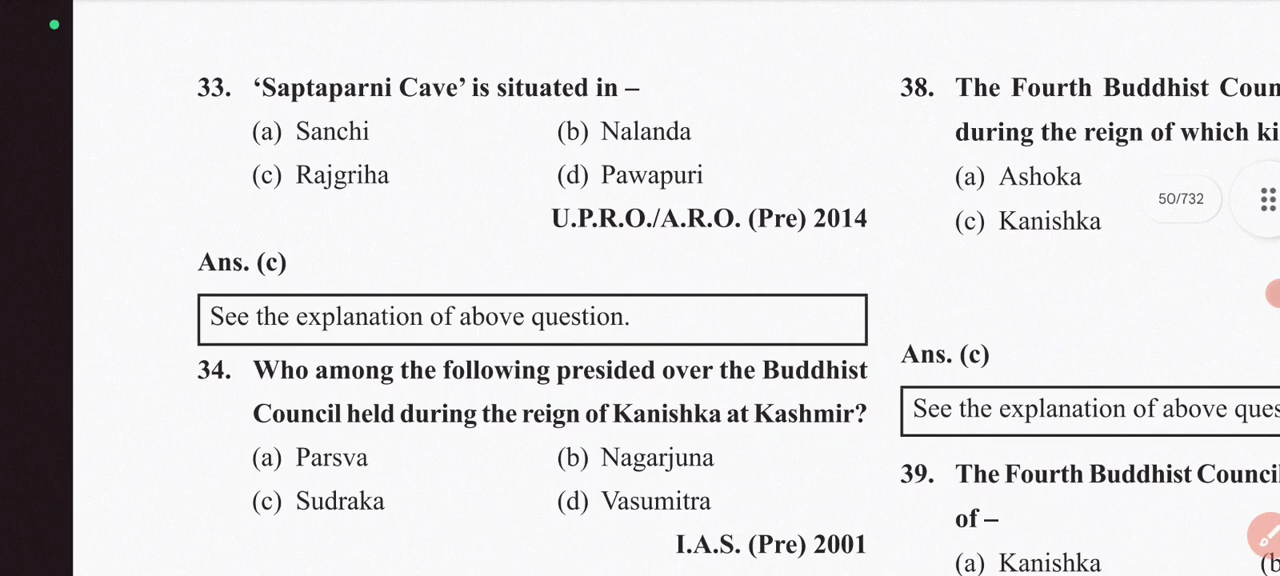 33. ‘Saptaparni Cave’ is situated in –
(a) Sanchi (b) Nalanda
(c) Rajgriha (d) Pawapuri
U.P.R.O./A.R.O. (Pre) 2014
Ans. (c)
See the explanation of above question.
34. Who among the following presided over the Buddhist
Council held during the reign of Kanishka at Kashmir?
(a) Parsva (b) Nagarjuna
(c) Sudraka (d) Vasumitra
I.A.S. (Pre) 2001
38. The Fourth Buddhist Coun
during the reign of which ki
(a) Ashoka
(c) Kanishka
50/732
Ans. (c)
See the explanation of above ques
39. The Fourth Buddhist Council
of –
(a) Kanishka (b